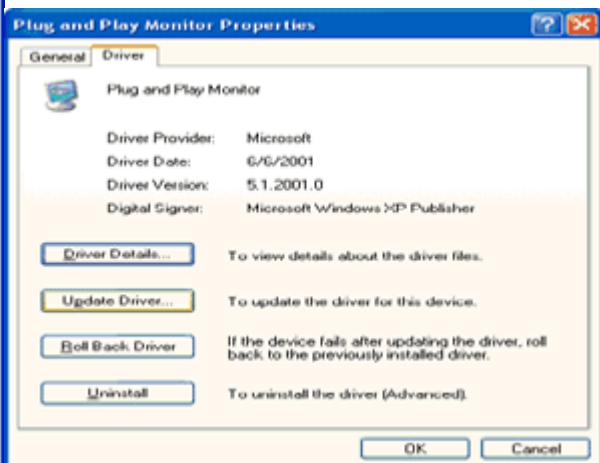 Plug and Play Monitor Properties
General Driver
Plug and Play Monitor
Driver Provider: Microsoft
Driver Date: 6/6/2001
Driver Version: 5.1.2001.0
Digital Signer: Microsoft Windows XP Publisher
Driver Details... To view details about the driver files.
Update Driver... To update the driver for this device.
Roll Back Driver If the device fails after updating the driver, roll
back to the previously installed driver.
Uninstall To uninstall the driver (Advanced).
OK Cancel